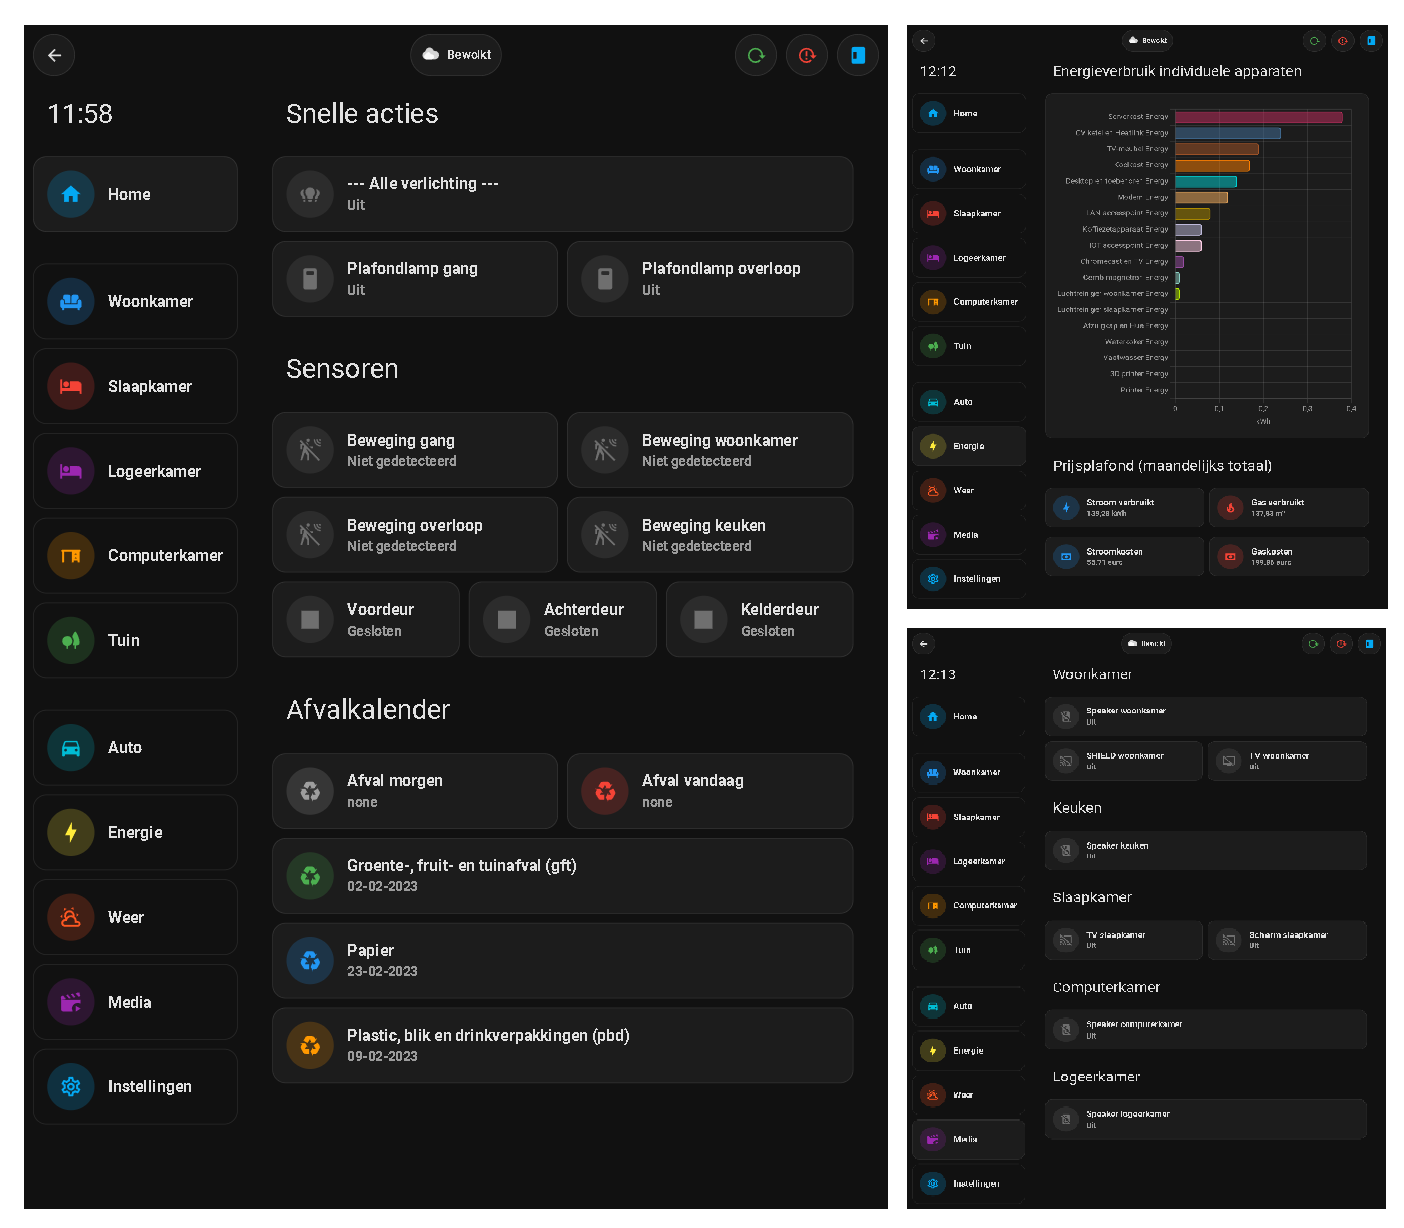 Bewolkt
11:58
Home
Woonkamer
Slaapkamer
Logeerkamer
Computerkamer
Tuin
Auto
Energie
Weer
Media
Instellingen
Snelle acties
--- Alle verlichting ---
Uit
Plafondlamp gang
Uit
Plafondlamp overloop
Uit
Sensoren
Beweging gang
Niet gedetecteerd
Beweging woonkamer
Niet gedetecteerd
Beweging overloop
Niet gedetecteerd
Beweging keuken
Niet gedetecteerd
Voordeur
Gesloten
Achterdeur
Gesloten
Kelderdeur
Gesloten
Afvalkalender
Afval morgen
none
Afval vandaag
none
Groente-, fruit- en tuinafval (gft)
02-02-2023
Papier
23-02-2023
Plastic, blik en drinkverpakkingen (pbd)
09-02-2023
Bewolkt
12:12
Home
Woonkamer
Slaapkamer
Logeerkamer
Computerkamer
Tuin
Auto
Energie
Weer
Media
Instellingen
Energieverbruik individuele apparaten
Serverkast Energy
CV ketel en Heatlink Energy
TV-meubel Energy
Koelkast Energy
Desktop en toebehoren Energy
Modem Energy
LAN accesspoint Energy
Koffiezetapparaat Energy
IOT accesspoint Energy
Chromecast en TV Energy
Combi magnetron Energy
Luchtreiniger woonkamer Energy
Luchtreiniger slaapkamer Energy
Afzuigkap en Hue Energy
Waterkoker Energy
Vaatwasser Energy
3D printer Energy
Printer Energy
0 0,1 0,2 0,3 0,4
kWh
Prijsplafond (maandelijks totaal)
Stroom verbruikt
139,28 kWh
Gas verbruikt
137,83 m³
Stroomkosten
55.71 euro
Gaskosten
199.86 euro
Bewolkt
12:13
Home
Woonkamer
Slaapkamer
Logeerkamer
Computerkamer
Tuin
Auto
Energie
Weer
Media
Instellingen
Woonkamer
Speaker woonkamer
Uit
SHIELD woonkamer
Uit
TV woonkamer
Uit
Keuken
Speaker keuken
Uit
Slaapkamer
TV slaapkamer
Uit
Scherm slaapkamer
Uit
Computerkamer
Speaker computerkamer
Uit
Logeerkamer
Speaker logeerkamer
Uit